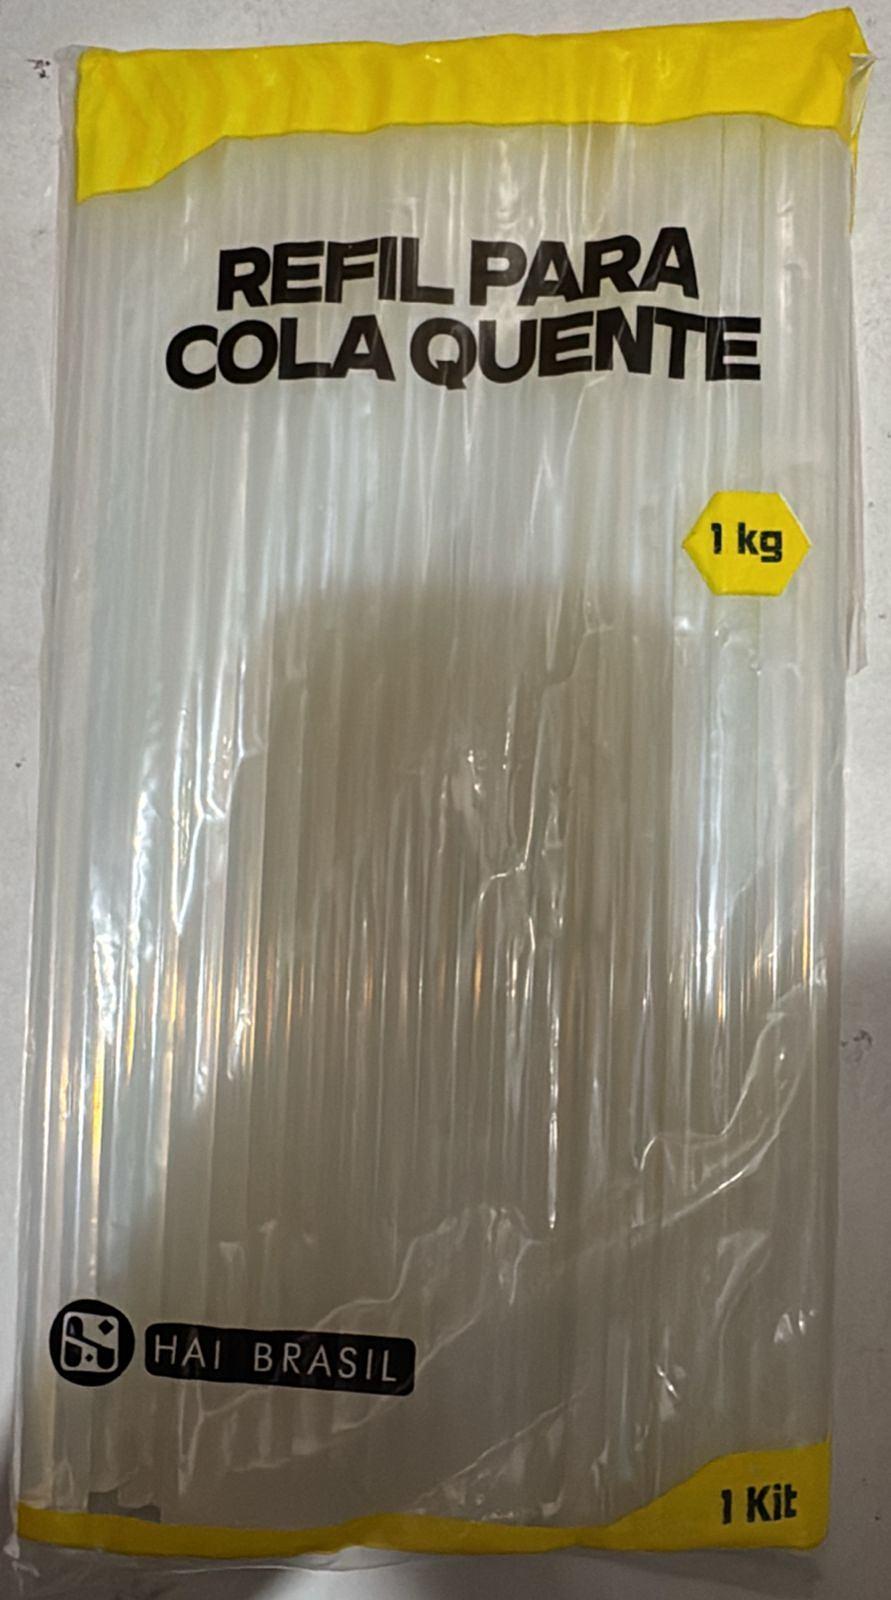 REFIL PARA
COLA QUENTE
1 kg
HAI BRASIL
1 Kit